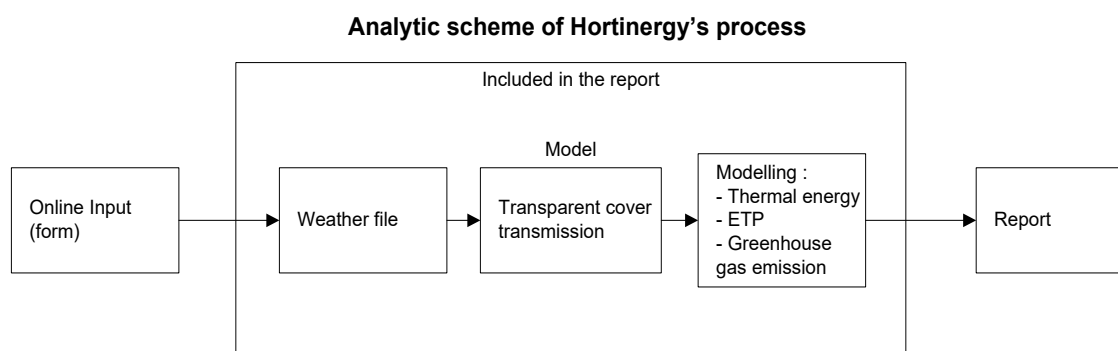 Analytic scheme of Hortinergy's process
Included in the report
Model
Online Input
(form)
Weather file
Transparent cover
transmission
Modelling :
- Thermal energy
- ETP
- Greenhouse
gas emission
Report